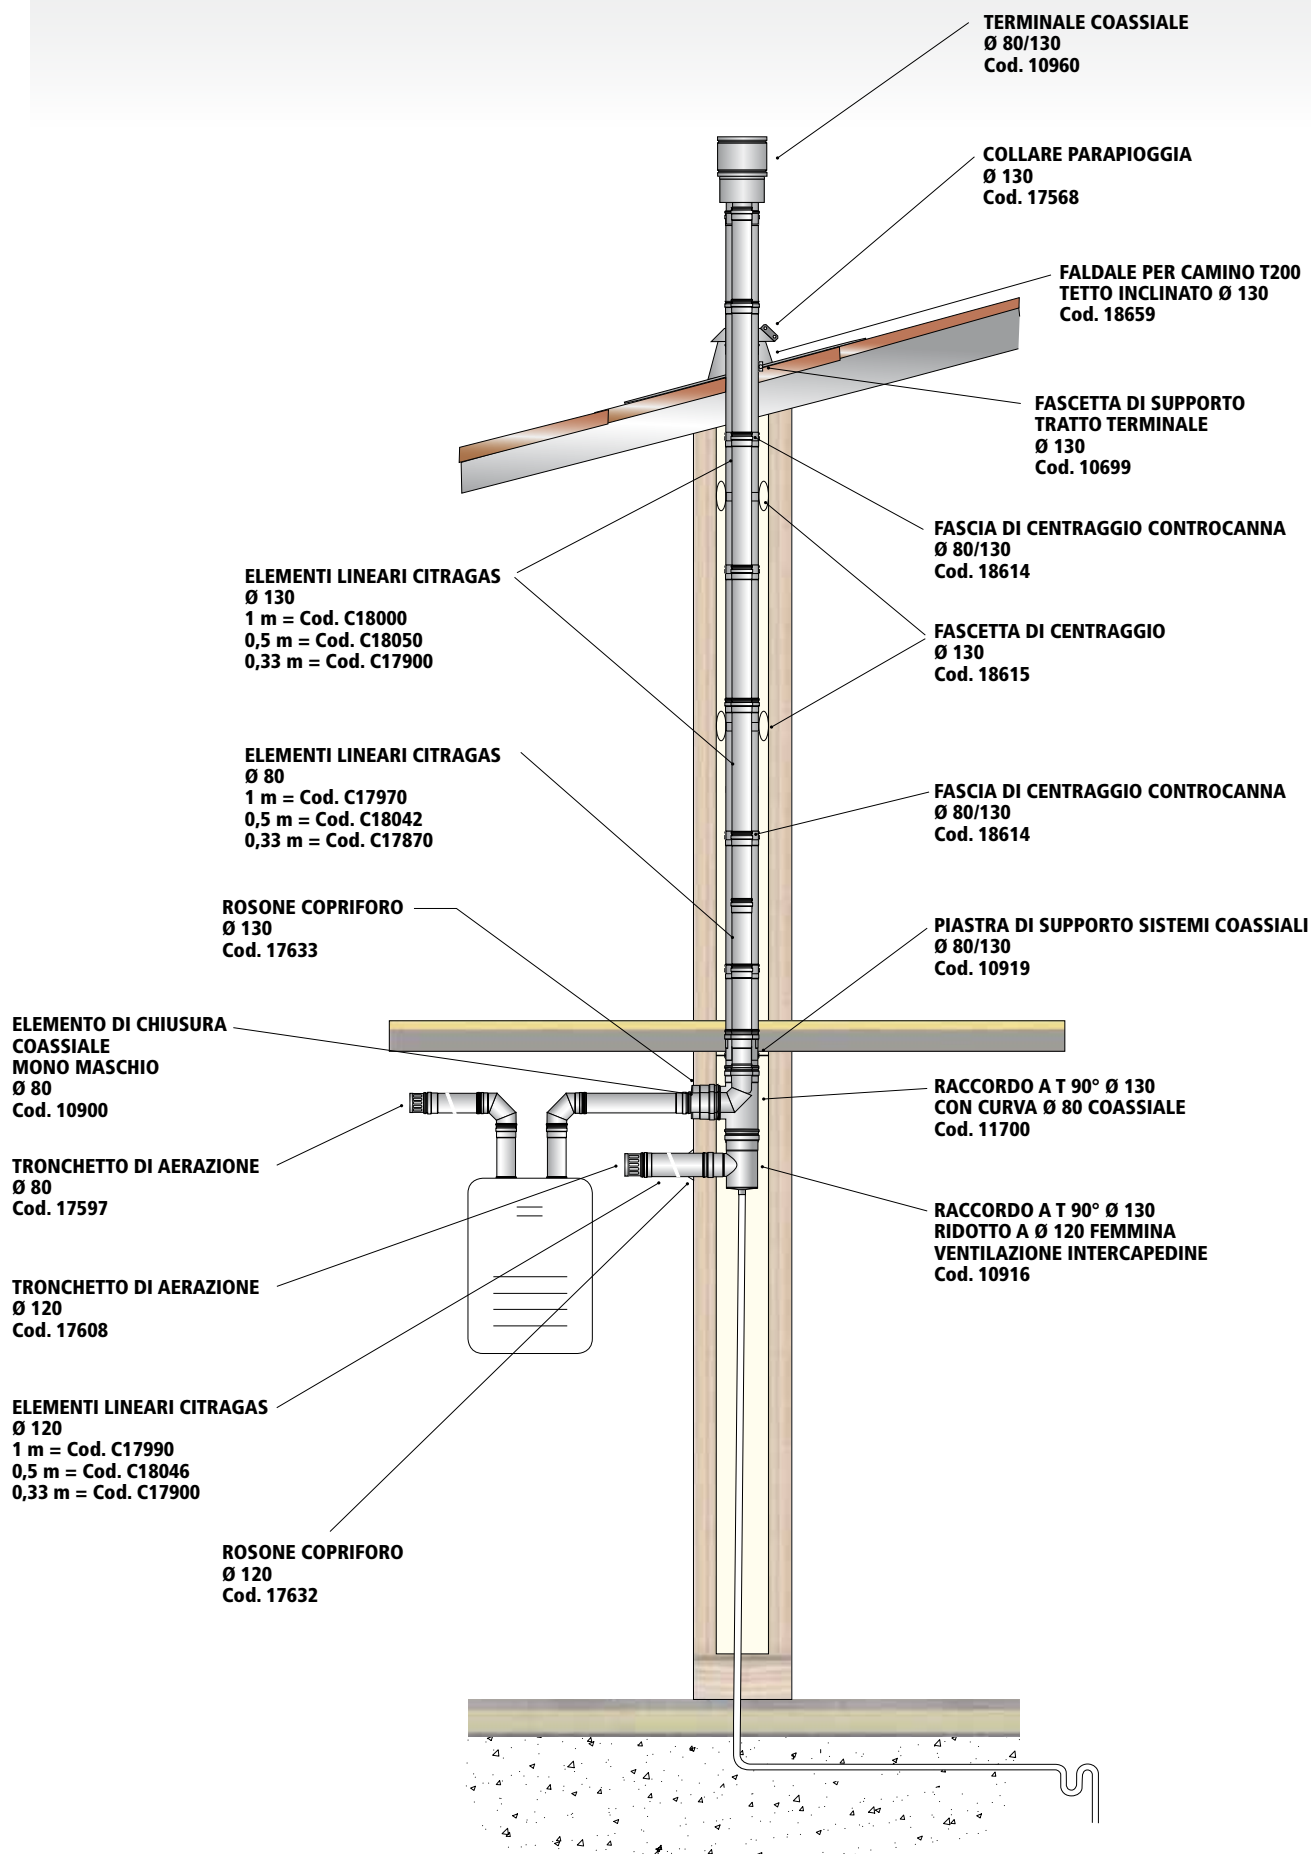 TERMINALE COASSIALE
Ø 80/130
Cod. 10960
COLLARE PARAPIOGGIA
Ø 130
Cod. 17568
FALDALE PER CAMINO T200
TETTO INCLINATO Ø 130
Cod. 18659
FASCETTA DI SUPPORTO
TRATTO TERMINALE
Ø 130
Cod. 10699
FASCIA DI CENTRAGGIO CONTROCANNA
Ø 80/130
Cod. 18614
ELEMENTI LINEARI CITRAGAS
Ø 130
1 m = Cod. C18000
0,5 m = Cod. C18050
0,33 m = Cod. C17900
FASCETTA DI CENTRAGGIO
Ø 130
Cod. 18615
ELEMENTI LINEARI CITRAGAS
Ø 80
1 m = Cod. C17970
0,5 m = Cod. C18042
0,33 m = Cod. C17870
FASCIA DI CENTRAGGIO CONTROCANNA
Ø 80/130
Cod. 18614
ROSONE COPRIFORO
Ø 130
Cod. 17633
PIASTRA DI SUPPORTO SISTEMI COASSIALI
Ø 80/130
Cod. 10919
ELEMENTO DI CHIUSURA
COASSIALE
MONO MASCHIO
Ø 80
Cod. 10900
RACCORDO A T 90° Ø 130
CON CURVA Ø 80 COASSIALE
Cod. 11700
TRONCHETTO DI AERAZIONE
Ø 80
Cod. 17597
RACCORDO A T 90° Ø 130
RIDOTTO A Ø 120 FEMMINA
VENTILAZIONE INTERCAPEDINE
Cod. 10916
TRONCHETTO DI AERAZIONE
Ø 120
Cod. 17608
ELEMENTI LINEARI CITRAGAS
Ø 120
1 m = Cod. C17990
0,5 m = Cod. C18046
0,33 m = Cod. C17900
ROSONE COPRIFORO
Ø 120
Cod. 17632